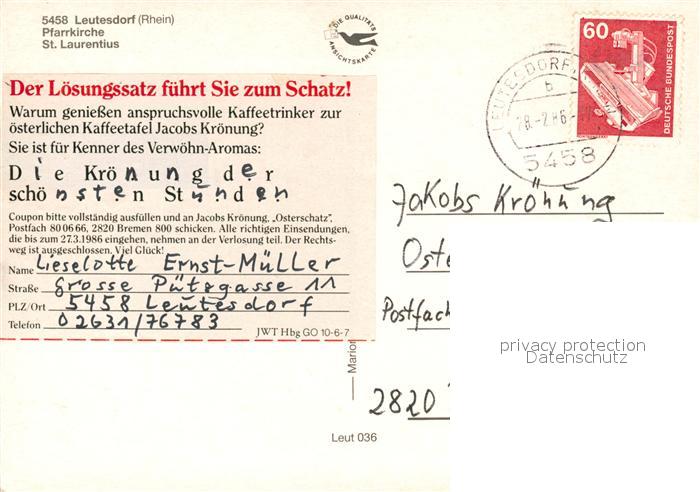 5458 Leutesdorf (Rhein)
Pfarrkirche
St. Laurentius
DIE QUALITÄTS
ANSICHTSKARTE
60
DEUTSCHE BUNDESPOST
LEUTESDORF
b
28.-2.86
5458
Der Lösungssatz führt Sie zum Schatz!
Warum genießen anspruchsvolle Kaffeetrinker zur
österlichen Kaffeetafel Jacobs Krönung?
Sie ist für Kenner des Verwöhn-Aromas:
Die Krönung der
schönsten Stunden
Coupon bitte vollständig ausfüllen und an Jacobs Krönung, „Osterschatz",
Postfach 80 06 66, 2820 Bremen 800 schicken. Alle richtigen Einsendungen,
die bis zum 27.3.1986 eingehen, nehmen an der Verlosung teil. Der Rechts-
weg ist ausgeschlossen. Viel Glück!
Name Lieselotte Ernst-Müller
Straße Grosse Pützgasse 11
PLZ/Ort 5458 Leutesdorf
Telefon 02631/76783
JWT Hbg GO 10-6-7
Jakobs Krönung
Oste
Postfach
2820
Marion
Leut 036
privacy protection
Datenschutz